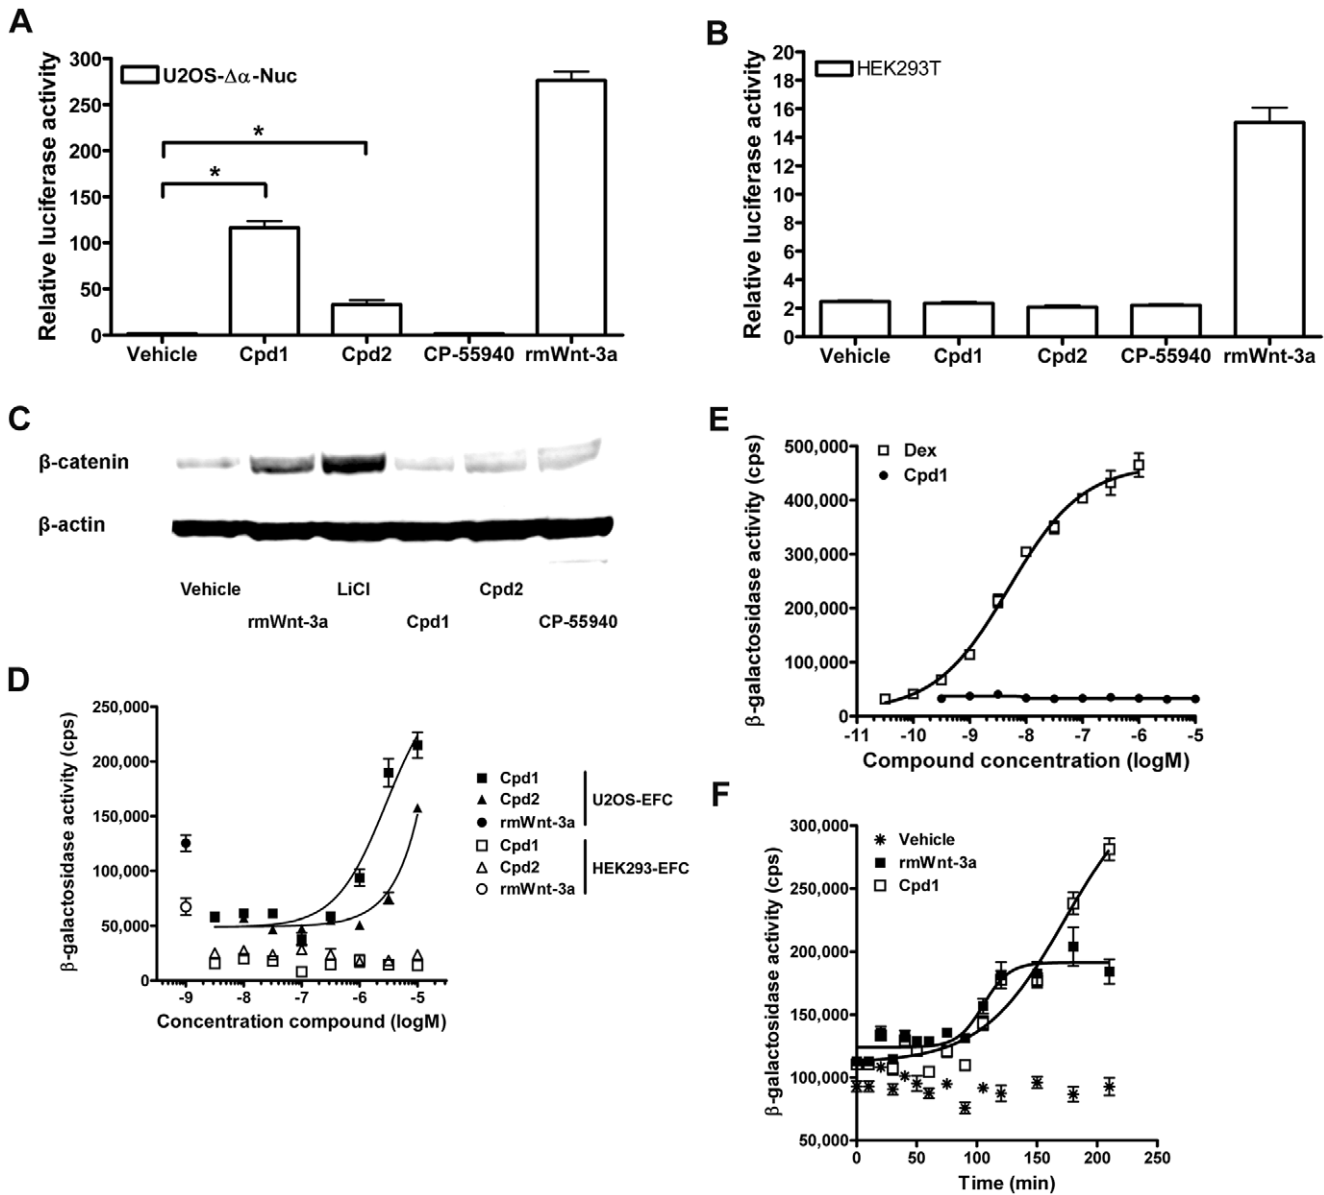 A
Relative luciferase activity
300
250
200
150
100
50
0
U2OS-Δα-Nuc
*
*
Vehicle
Cpd1
Cpd2
CP-55940
rmWnt-3a
B
Relative luciferase activity
20
18
16
14
12
10
8
6
4
2
0
HEK293T
Vehicle
Cpd1
Cpd2
CP-55940
rmWnt-3a
C
β-catenin
β-actin
Vehicle
rmWnt-3a
LiCl
Cpd1
Cpd2
CP-55940
D
β-galactosidase activity (cps)
250,000
200,000
150,000
100,000
50,000
0
-9
-8
-7
-6
-5
Concentration compound (logM)
Cpd1
Cpd2
rmWnt-3a
U2OS-EFC
Cpd1
Cpd2
rmWnt-3a
HEK293-EFC
E
β-galactosidase activity (cps)
500,000
400,000
300,000
200,000
100,000
0
Dex
Cpd1
-11
-10
-9
-8
-7
-6
-5
Compound concentration (logM)
F
β-galactosidase activity (cps)
300,000
250,000
200,000
150,000
100,000
50,000
Vehicle
rmWnt-3a
Cpd1
0
50
100
150
200
250
Time (min)